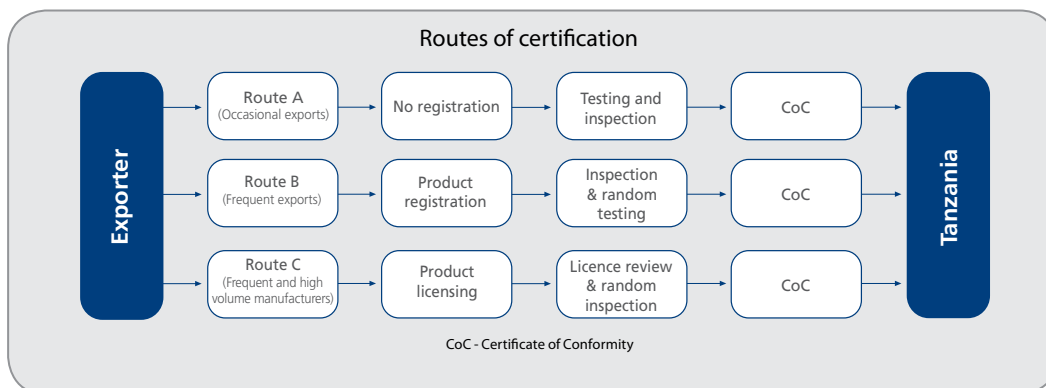 Routes of certification
Exporter
Route A
(Occasional exports)
No registration
Testing and
inspection
CoC
Route B
(Frequent exports)
Product
registration
Inspection
& random
testing
CoC
Route C
(Frequent and high
volume manufacturers)
Product
licensing
Licence review
& random
inspection
CoC
Tanzania
CoC - Certificate of Conformity